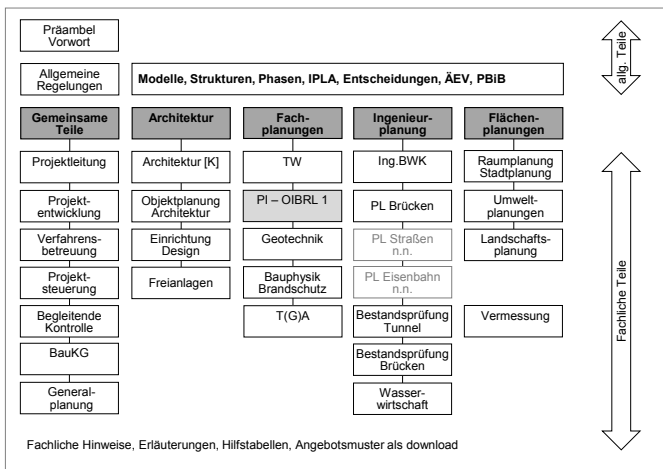 Präambel
Vorwort
allg. Teile
Allgemeine
Regelungen
Modelle, Strukturen, Phasen, IPLA, Entscheidungen, ÄEV, PBiB
Gemeinsame
Teile
Projektleitung
Projekt-
entwicklung
Verfahrens-
betreuung
Projekt-
steuerung
Begleitende
Kontrolle
BauKG
General-
planung
Architektur
Architektur [K]
Objektplanung
Architektur
Einrichtung
Design
Freianlagen
Fach-
planungen
TW
PI – OIBRL 1
Geotechnik
Bauphysik
Brandschutz
T(G)A
Ingenieur-
planung
Ing.BWK
PL Brücken
PL Straßen
n.n.
PL Eisenbahn
n.n.
Bestandsprüfung
Tunnel
Bestandsprüfung
Brücken
Wasser-
wirtschaft
Flächen-
planungen
Raumplanung
Stadtplanung
Umwelt-
planungen
Landschafts-
planung
Vermessung
Fachliche Teile
Fachliche Hinweise, Erläuterungen, Hilfstabellen, Angebotsmuster als download